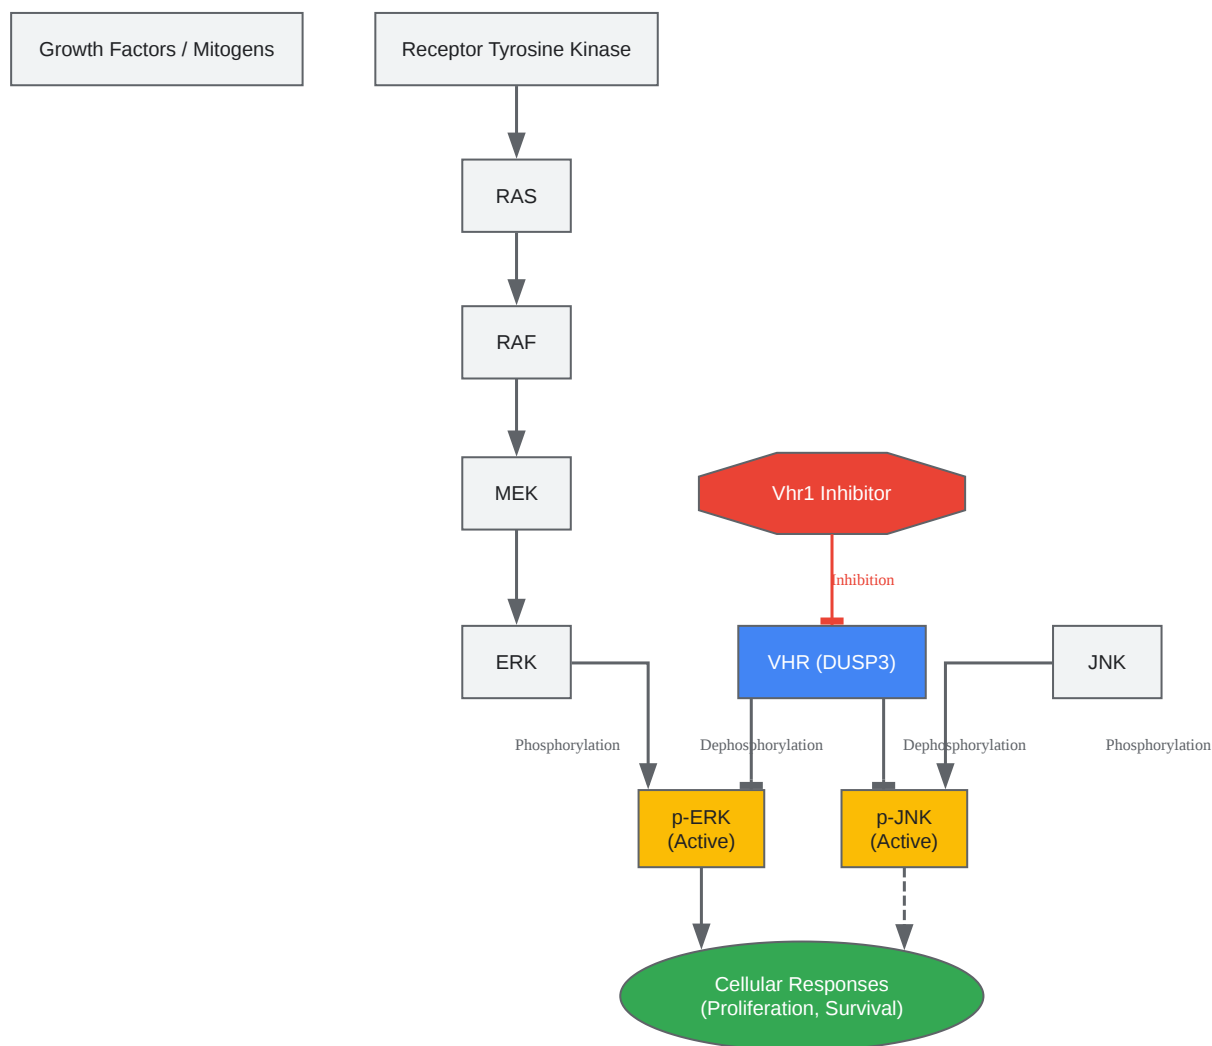 Growth Factors / Mitogens
Receptor Tyrosine Kinase
RAS
RAF
MEK
Vhr1 Inhibitor
Inhibition
ERK
VHR (DUSP3)
JNK
Phosphorylation
Dephosphorylation
Dephosphorylation
Phosphorylation
p-ERK
(Active)
p-JNK
(Active)
Cellular Responses
(Proliferation, Survival)